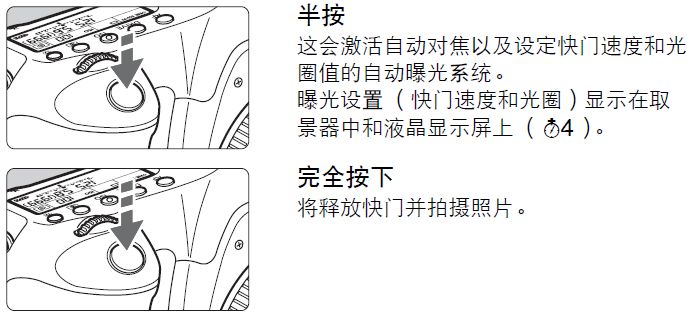 半按
这会激活自动对焦以及设定快门速度和光
圈值的自动曝光系统。
曝光设置（快门速度和光圈）显示在取
景器中和液晶显示屏上（⏱4）。
完全按下
将释放快门并拍摄照片。